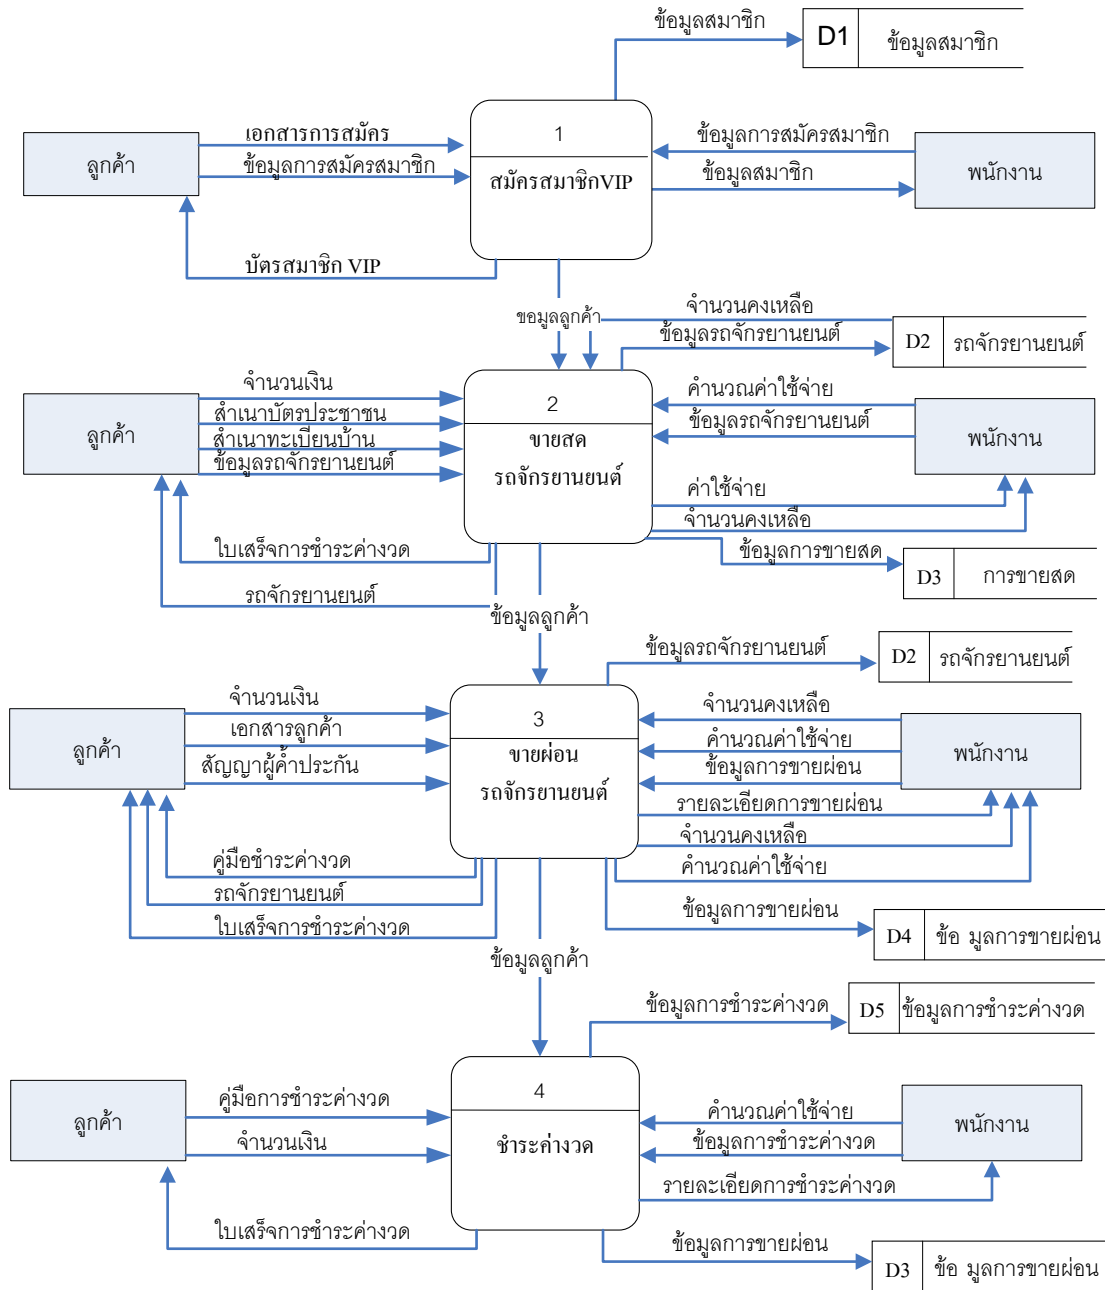 ข้อมูลสมาชิก
D1
ข้อมูลสมาชิก
ลูกค้า
เอกสารการสมัคร
ข้อมูลการสมัครสมาชิก
1
สมัครสมาชิกVIP
ข้อมูลการสมัครสมาชิก
ข้อมูลสมาชิก
พนักงาน
บัตรสมาชิก VIP
ขอมูลลูกค้า
จำนวนคงเหลือ
ข้อมูลรถจักรยานยนต์
D2
รถจักรยานยนต์
ลูกค้า
จำนวนเงิน
สำเนาบัตรประชาชน
สำเนาทะเบียนบ้าน
ข้อมูลรถจักรยานยนต์
2
ขายสด
รถจักรยานยนต์
คำนวณค่าใช้จ่าย
ข้อมูลรถจักรยานยนต์
พนักงาน
ค่าใช้จ่าย
จำนวนคงเหลือ
ใบเสร็จการชำระค่างวด
รถจักรยานยนต์
ข้อมูลการขายสด
D3
การขายสด
ข้อมูลลูกค้า
ข้อมูลรถจักรยานยนต์
D2
รถจักรยานยนต์
ลูกค้า
จำนวนเงิน
เอกสารลูกค้า
สัญญาผู้ค้ำประกัน
3
ขายผ่อน
รถจักรยานยนต์
จำนวนคงเหลือ
คำนวณค่าใช้จ่าย
ข้อมูลการขายผ่อน
พนักงาน
รายละเอียดการขายผ่อน
จำนวนคงเหลือ
คำนวณค่าใช้จ่าย
คู่มือชำระค่างวด
รถจักรยานยนต์
ใบเสร็จการชำระค่างวด
ข้อมูลการขายผ่อน
D4
ข้อ มูลการขายผ่อน
ข้อมูลลูกค้า
ข้อมูลการชำระค่างวด
D5
ข้อมูลการชำระค่างวด
ลูกค้า
คู่มือการชำระค่างวด
จำนวนเงิน
4
ชำระค่างวด
คำนวณค่าใช้จ่าย
ข้อมูลการชำระค่างวด
พนักงาน
รายละเอียดการชำระค่างวด
ใบเสร็จการชำระค่างวด
ข้อมูลการขายผ่อน
D3
ข้อ มูลการขายผ่อน